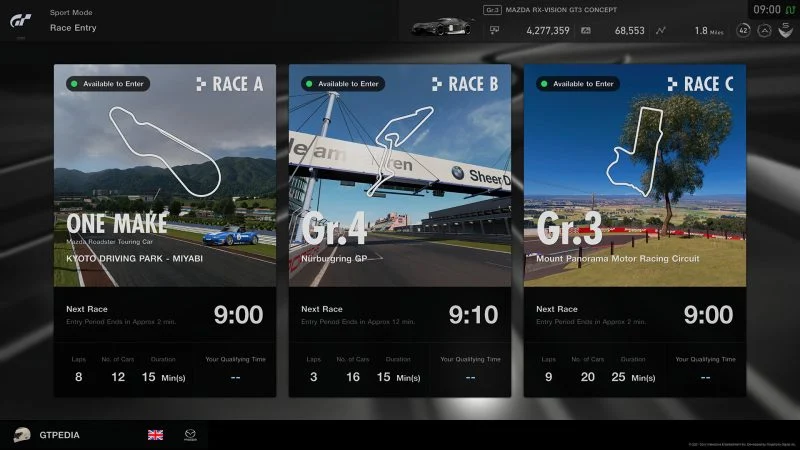 Sport Mode
Race Entry
Gr.3 MAZDA RX-VISION GT3 CONCEPT
4,277,359 68,553 1.8 Miles 42 S
09:00
Available to Enter RACE A
ONE MAKE
Mazda Roadster Touring Car
KYOTO DRIVING PARK - MIYABI
Next Race
Entry Period Ends in Approx 2 min.
9:00
Laps No. of Cars Duration Your Qualifying Time
8 12 15 Min(s) --
Available to Enter RACE B
BMW Sheer D
Gr.4
Nürburgring GP
Next Race
Entry Period Ends in Approx 12 min.
9:10
Laps No. of Cars Duration Your Qualifying Time
3 16 15 Min(s) --
Available to Enter RACE C
Gr.3
Mount Panorama Motor Racing Circuit
Next Race
Entry Period Ends in Approx 2 min.
9:00
Laps No. of Cars Duration Your Qualifying Time
9 20 25 Min(s) --
GTPEDIA